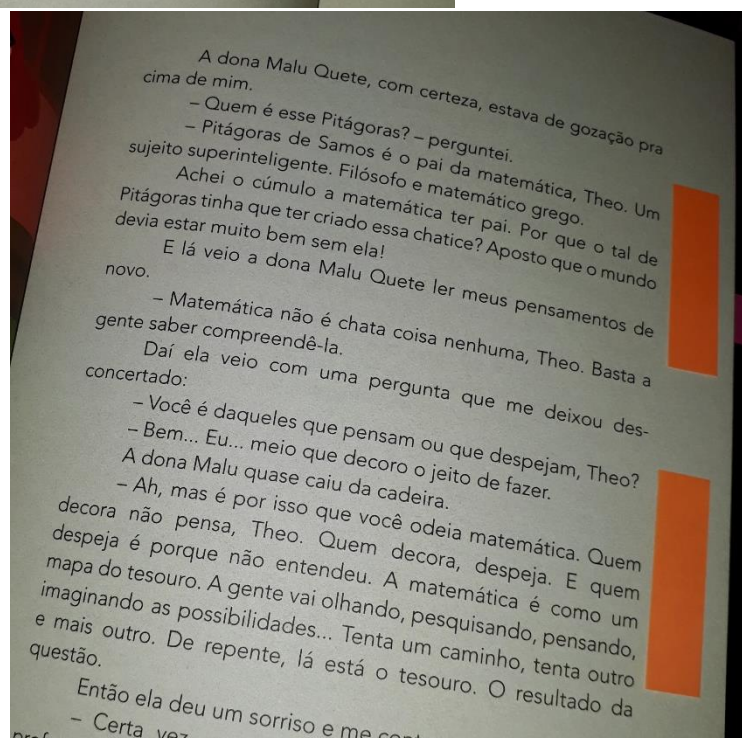 A dona Malu Quete, com certeza, estava de gozação pra
cima de mim.
– Quem é esse Pitágoras? – perguntei.
– Pitágoras de Samos é o pai da matemática, Theo. Um
sujeito superinteligente. Filósofo e matemático grego.
Achei o cúmulo a matemática ter pai. Por que o tal de
Pitágoras tinha que ter criado essa chatice? Aposto que o mundo
devia estar muito bem sem ela!
E lá veio a dona Malu Quete ler meus pensamentos de
novo.
– Matemática não é chata coisa nenhuma, Theo. Basta a
gente saber compreendê-la.
Daí ela veio com uma pergunta que me deixou des-
concertado:
– Você é daqueles que pensam ou que despejam, Theo?
– Bem... Eu... meio que decoro o jeito de fazer.
A dona Malu quase caiu da cadeira.
– Ah, mas é por isso que você odeia matemática. Quem
decora não pensa, Theo. Quem decora, despeja. E quem
despeja é porque não entendeu. A matemática é como um
mapa do tesouro. A gente vai olhando, pesquisando, pensando,
imaginando as possibilidades... Tenta um caminho, tenta outro
e mais outro. De repente, lá está o tesouro. O resultado da
questão.
Então ela deu um sorriso e me
– Certa vez